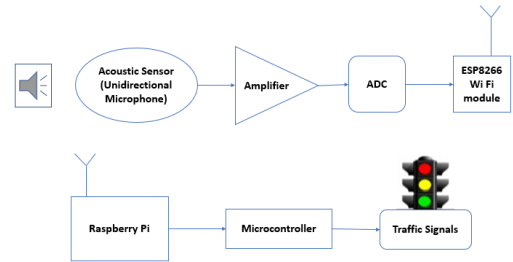 Acoustic Sensor
(Unidirectional
Microphone)
Amplifier
ADC
ESP8266
Wi Fi
module
Raspberry Pi
Microcontroller
Traffic Signals